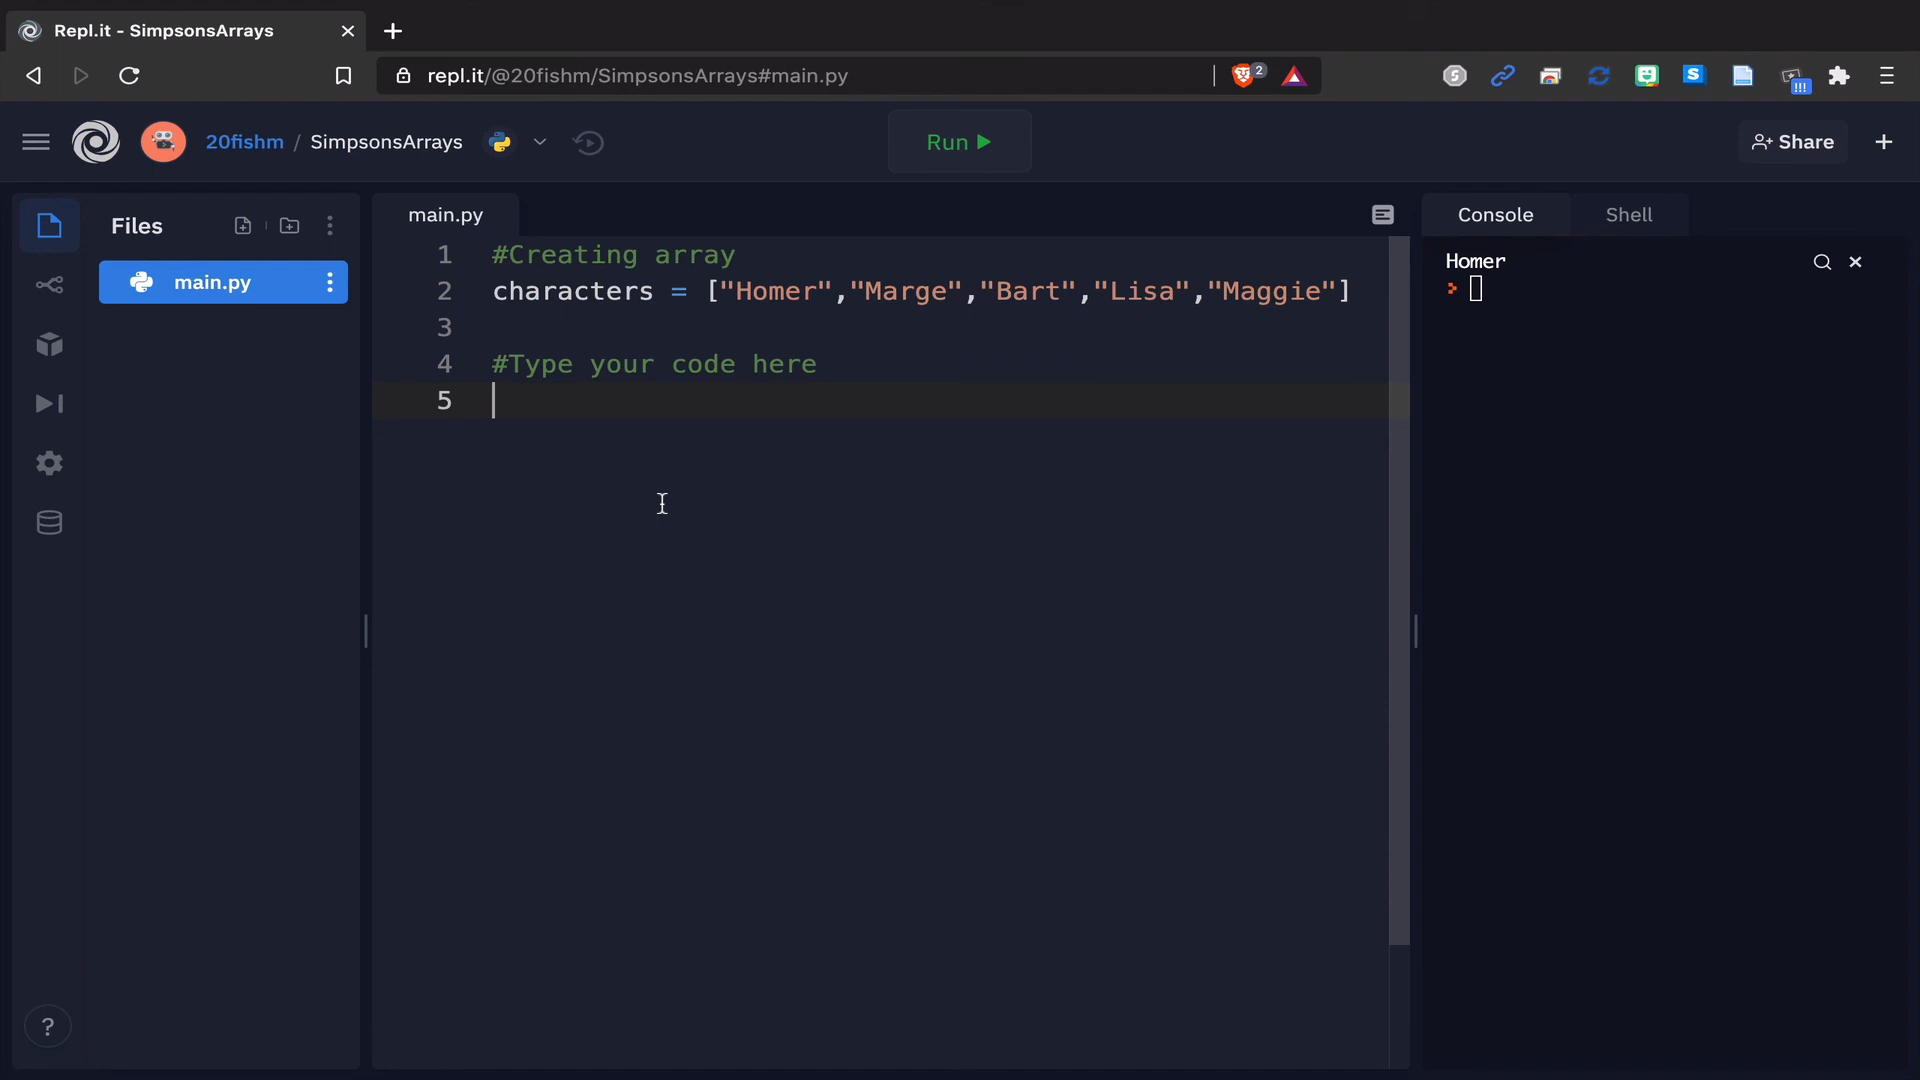 Repl.it - SimpsonsArrays
repl.it/@20fishm/SimpsonsArrays#main.py
2
S
S
!!!
20fishm / SimpsonsArrays
Run
Share
Files
main.py
main.py
1 #Creating array
2 characters = ["Homer","Marge","Bart","Lisa","Maggie"]
3
4 #Type your code here
5
Console
Shell
Homer
?